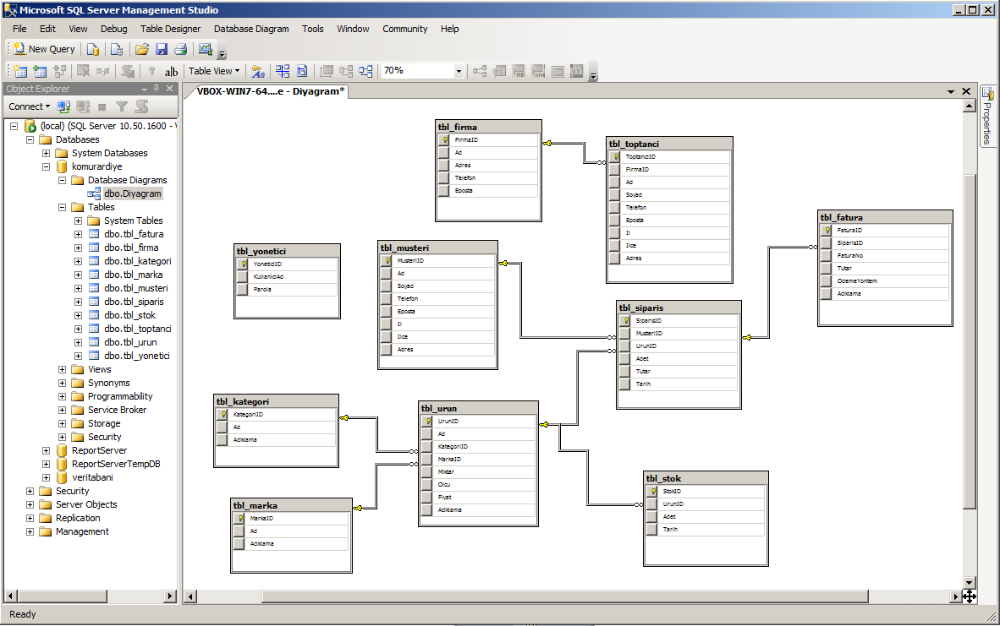 Microsoft SQL Server Management Studio
File Edit View Debug Table Designer Database Diagram Tools Window Community Help
New Query
ab Table View 70%
Object Explorer
Connect
(local) (SQL Server 10.50.1600 -
Databases
System Databases
komurardiye
Database Diagrams
dbo.Diyagram
Tables
System Tables
dbo.tbl_fatura
dbo.tbl_firma
dbo.tbl_kategori
dbo.tbl_marka
dbo.tbl_musteri
dbo.tbl_siparis
dbo.tbl_stok
dbo.tbl_toptanci
dbo.tbl_urun
dbo.tbl_yonetici
Views
Synonyms
Programmability
Service Broker
Storage
Security
ReportServer
ReportServerTempDB
veritabani
Security
Server Objects
Replication
Management
VBOX-WIN7-64....e - Diyagram*
tbl_firma
FirmaID
Ad
Adres
Telefon
Eposta
tbl_toptanci
ToptanciID
FirmaID
Ad
Soyad
Telefon
Eposta
Il
Ilce
Adres
tbl_fatura
FaturaID
SiparisID
FaturaNo
Tutar
OdemeYontem
Aciklama
tbl_yonetici
YoneticiID
KullaniciAd
Parola
tbl_musteri
MusteriID
Ad
Soyad
Telefon
Eposta
Il
Ilce
Adres
tbl_siparis
SiparisID
MusteriID
UrunID
Adet
Tutar
Tarih
tbl_kategori
KategoriID
Ad
Aciklama
tbl_urun
UrunID
Ad
KategoriID
MarkaID
Miktar
Olcu
Fiyat
Aciklama
tbl_marka
MarkaID
Ad
Aciklama
tbl_stok
StokID
UrunID
Adet
Tarih
Properties
Ready